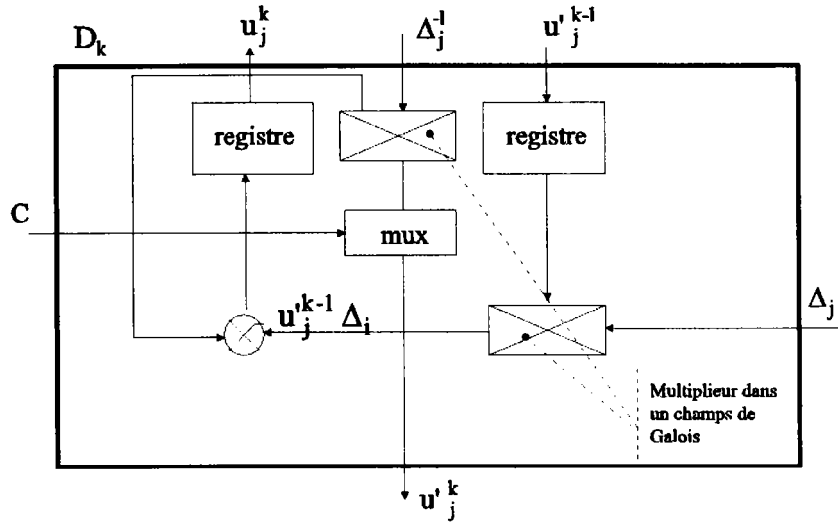 D_k
u_j^k
Δ_j^{-1}
u'_j^{k-1}
registre
registre
C
mux
u'_j^{k-1} Δ_i
Δ_j
Multiplieur dans
un champs de
Galois
u'_j^k